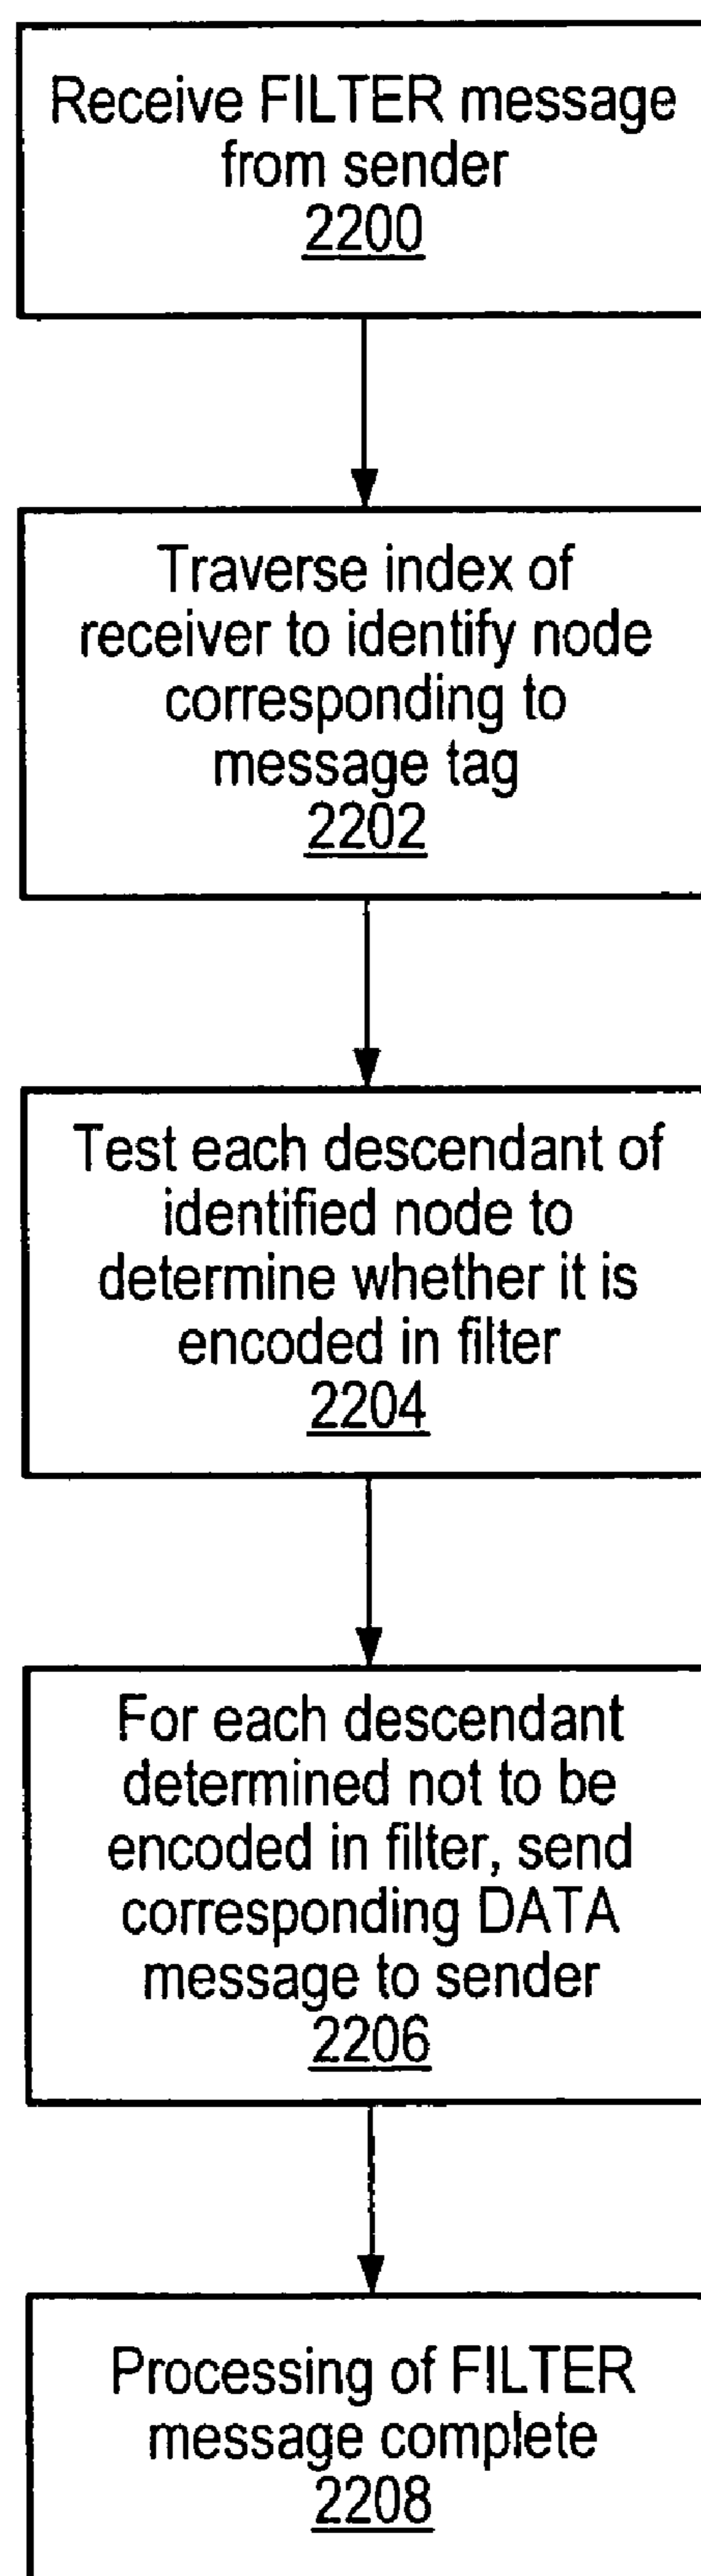 Receive FILTER message
from sender
2200
Traverse index of
receiver to identify node
corresponding to
message tag
2202
Test each descendant of
identified node to
determine whether it is
encoded in filter
2204
For each descendant
determined not to be
encoded in filter, send
corresponding DATA
message to sender
2206
Processing of FILTER
message complete
2208